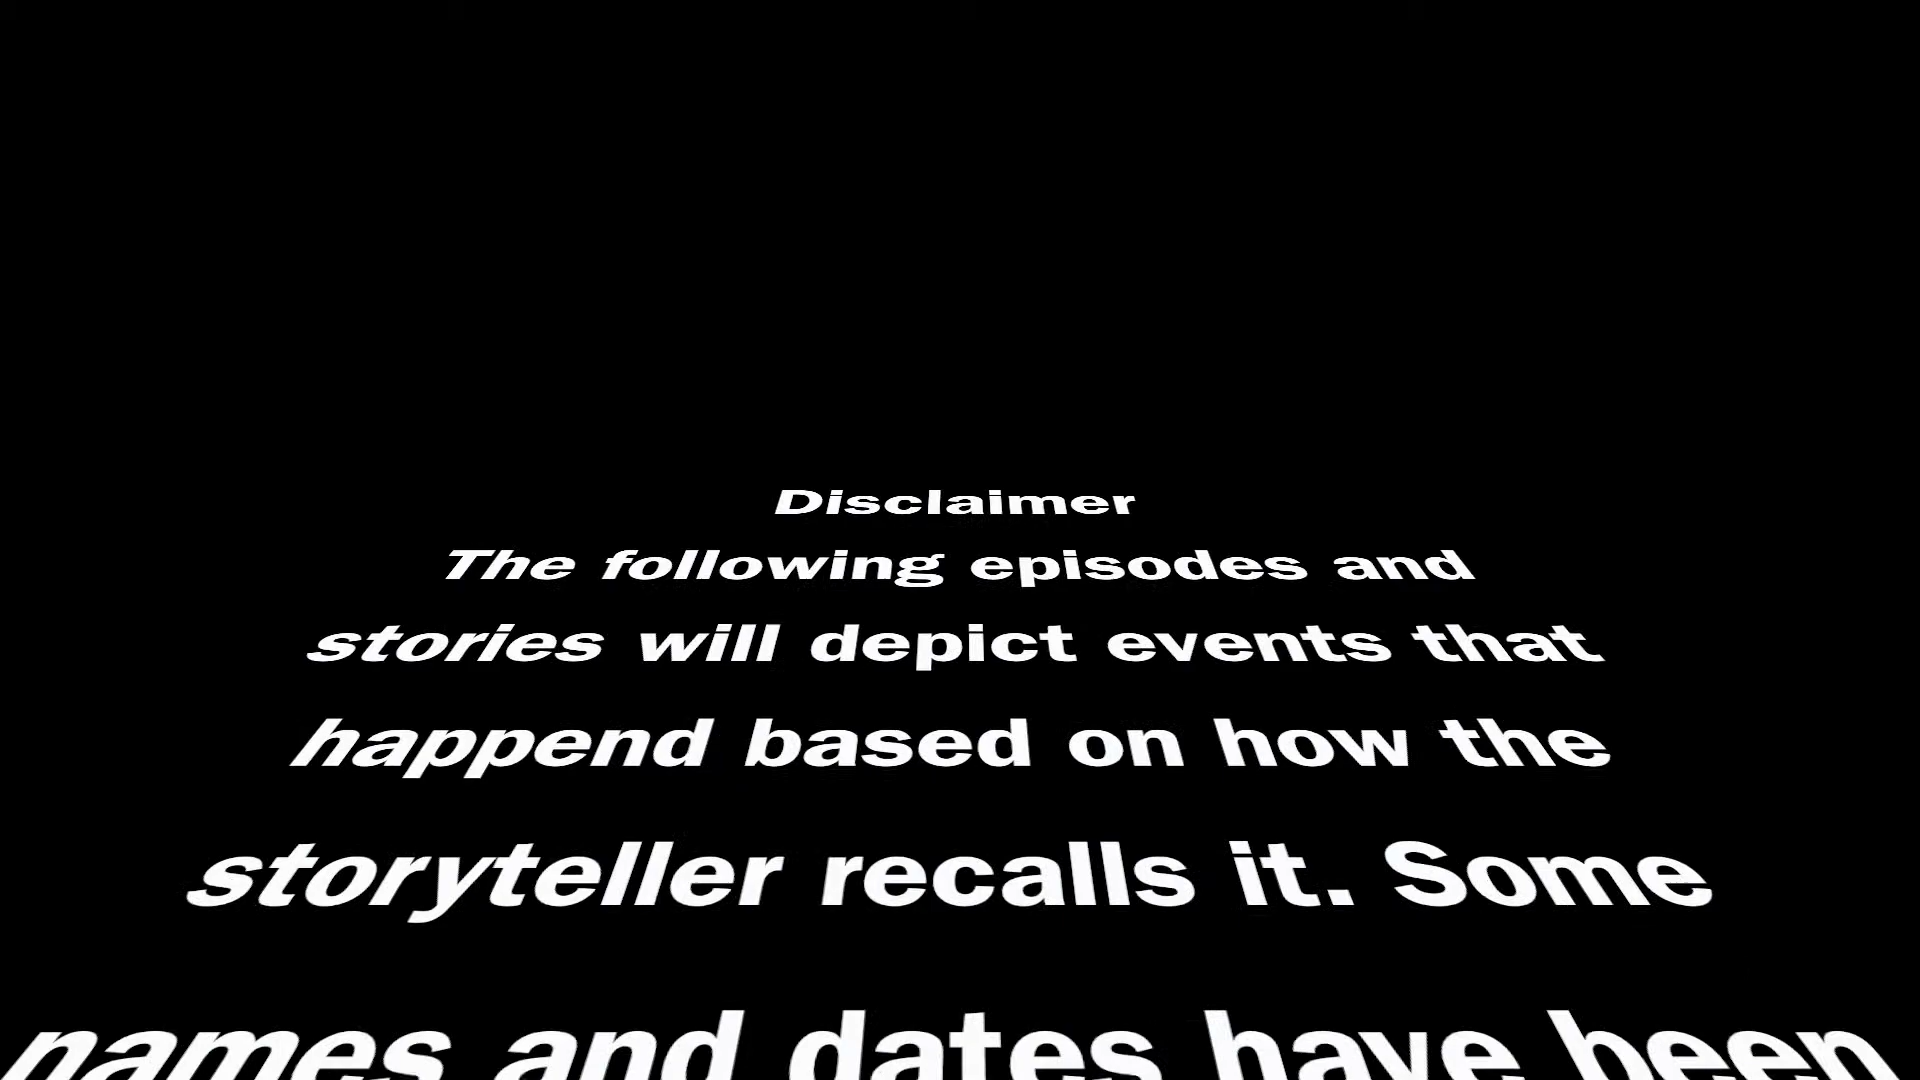 Disclaimer
The following episodes and
stories will depict events that
happend based on how the
storyteller recalls it. Some
names and dates have been